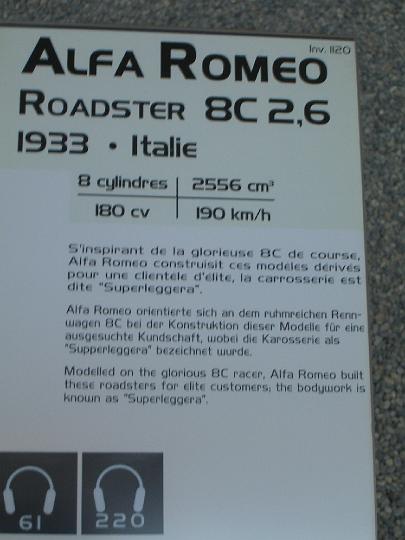 Inv. 1120
ALFA ROMEO
ROADSTER 8C 2,6
1933 • Italie
8 cylindres | 2556 cm³
180 cv | 190 km/h
S'inspirant de la glorieuse 8C de course,
Alfa Romeo construisit ces modèles dérivés
pour une clientèle d'élite, la carrosserie est
dite "Superleggera".
Alfa Romeo orientierte sich an dem ruhmreichen Renn-
wagen 8C bei der Konstruktion dieser Modelle für eine
ausgesuchte Kundschaft, wobei die Karosserie als
"Supperleggera" bezeichnet wurde.
Modelled on the glorious 8C racer, Alfa Romeo built
these roadsters for elite customers; the bodywork is
known as "Superleggera".
61 220